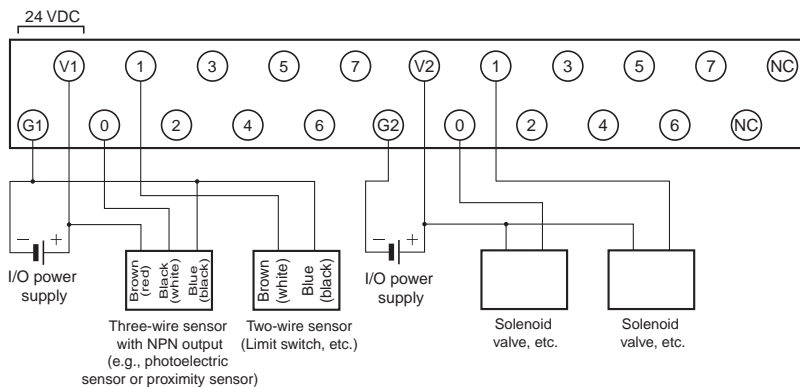 24 VDC
V1 1 3 5 7 V2 1 3 5 7 NC
G1 0 2 4 6 G2 0 2 4 6 NC
− +
I/O power
supply
Brown
(red)
Black
(white)
Blue
(black)
Three-wire sensor
with NPN output
(e.g., photoelectric
sensor or proximity sensor)
Brown
(white)
Blue
(black)
Two-wire sensor
(Limit switch, etc.)
− +
I/O power
supply
Solenoid
valve, etc.
Solenoid
valve, etc.